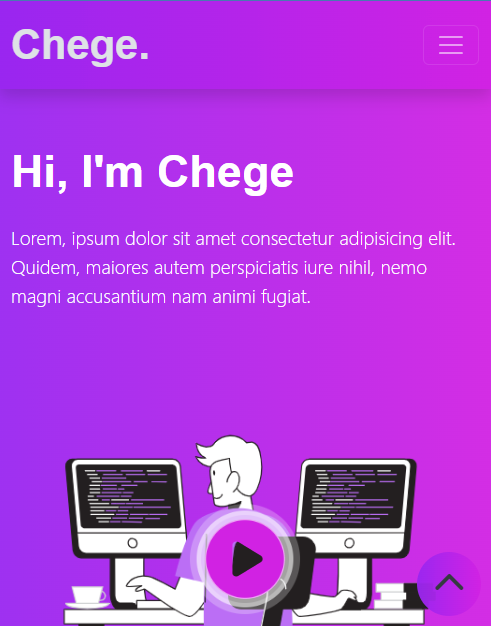 Chege.
Hi, I'm Chege
Lorem, ipsum dolor sit amet consectetur adipisicing elit.
Quidem, maiores autem perspiciatis iure nihil, nemo
magni accusantium nam animi fugiat.